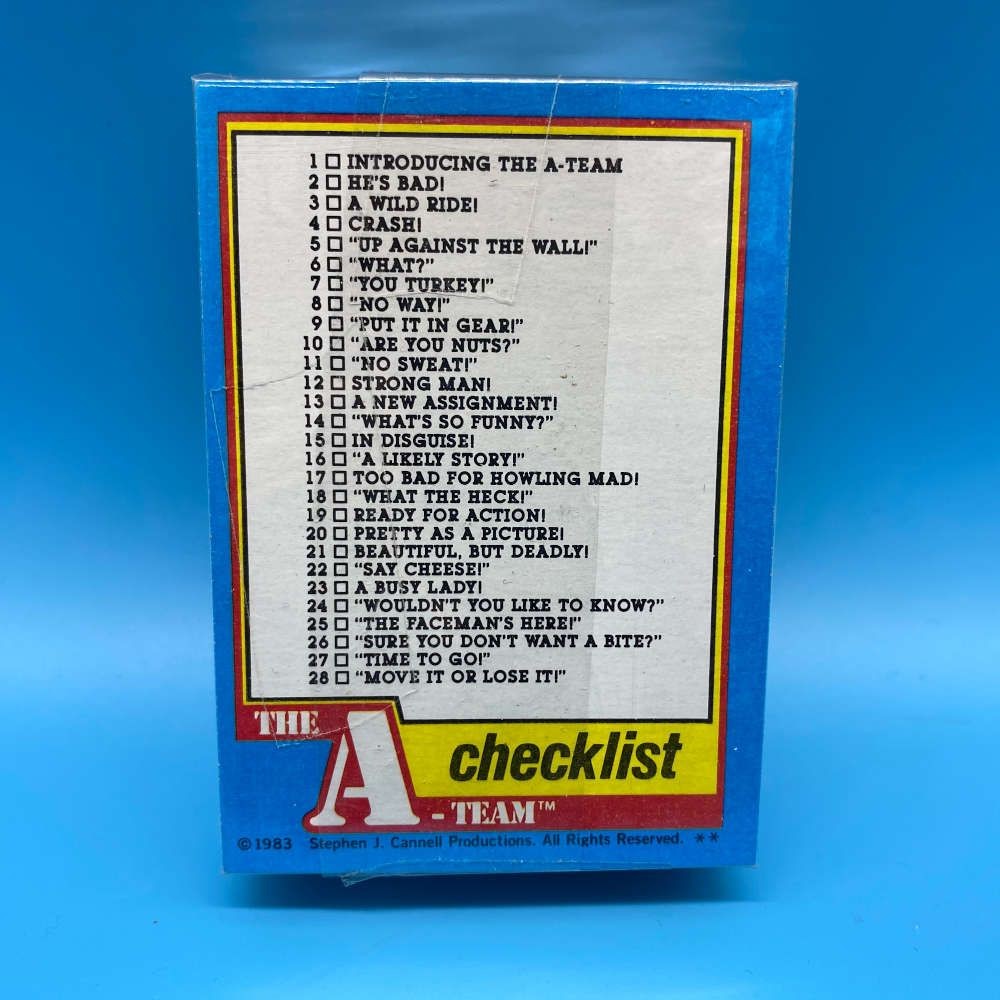 1 □ INTRODUCING THE A-TEAM
2 □ HE'S BAD!
3 □ A WILD RIDE!
4 □ CRASH!
5 □ "UP AGAINST THE WALL!"
6 □ "WHAT?"
7 □ "YOU TURKEY!"
8 □ "NO WAY!"
9 □ "PUT IT IN GEAR!"
10 □ "ARE YOU NUTS?"
11 □ "NO SWEAT!"
12 □ STRONG MAN!
13 □ A NEW ASSIGNMENT!
14 □ "WHAT'S SO FUNNY?"
15 □ IN DISGUISE!
16 □ "A LIKELY STORY!"
17 □ TOO BAD FOR HOWLING MAD!
18 □ "WHAT THE HECK!"
19 □ READY FOR ACTION!
20 □ PRETTY AS A PICTURE!
21 □ BEAUTIFUL, BUT DEADLY!
22 □ "SAY CHEESE!"
23 □ A BUSY LADY!
24 □ "WOULDN'T YOU LIKE TO KNOW?"
25 □ "THE FACEMAN'S HERE!"
26 □ "SURE YOU DON'T WANT A BITE?"
27 □ "TIME TO GO!"
28 □ "MOVE IT OR LOSE IT!"
THE
A-TEAM™
checklist
©1983 Stephen J. Cannell Productions. All Rights Reserved. **